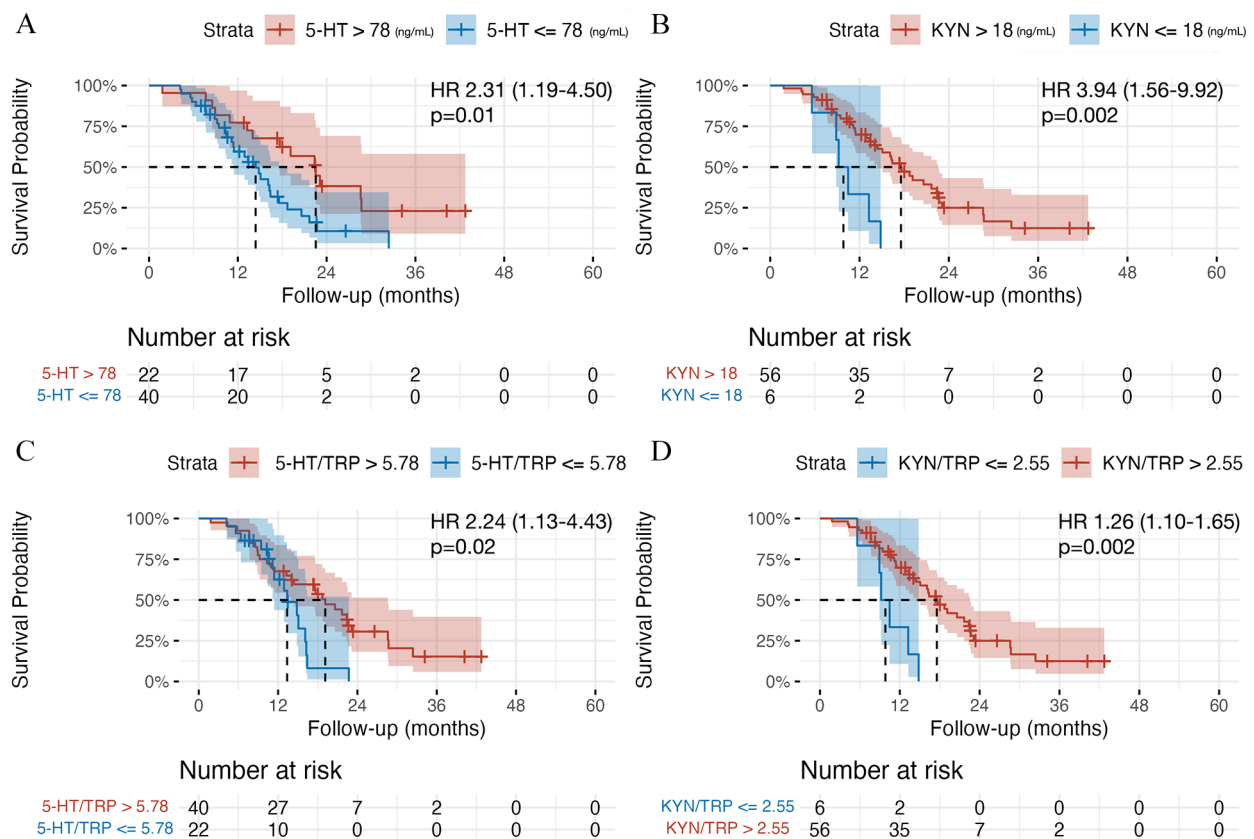 A
Strata 5-HT > 78 (ng/mL) 5-HT <= 78 (ng/mL)
Survival Probability
100%
75%
50%
25%
0%
HR 2.31 (1.19-4.50)
p=0.01
0 12 24 36 48 60
Follow-up (months)
Number at risk
5-HT > 78 22 17 5 2 0 0
5-HT <= 78 40 20 2 0 0 0
B
Strata KYN > 18 (ng/mL) KYN <= 18 (ng/mL)
Survival Probability
100%
75%
50%
25%
0%
HR 3.94 (1.56-9.92)
p=0.002
0 12 24 36 48 60
Follow-up (months)
Number at risk
KYN > 18 56 35 7 2 0 0
KYN <= 18 6 2 0 0 0 0
C
Strata 5-HT/TRP > 5.78 5-HT/TRP <= 5.78
Survival Probability
100%
75%
50%
25%
0%
HR 2.24 (1.13-4.43)
p=0.02
0 12 24 36 48 60
Follow-up (months)
Number at risk
5-HT/TRP > 5.78 40 27 7 2 0 0
5-HT/TRP <= 5.78 22 10 0 0 0 0
D
Strata KYN/TRP <= 2.55 KYN/TRP > 2.55
Survival Probability
100%
75%
50%
25%
0%
HR 1.26 (1.10-1.65)
p=0.002
0 12 24 36 48 60
Follow-up (months)
Number at risk
KYN/TRP <= 2.55 6 2 0 0 0 0
KYN/TRP > 2.55 56 35 7 2 0 0